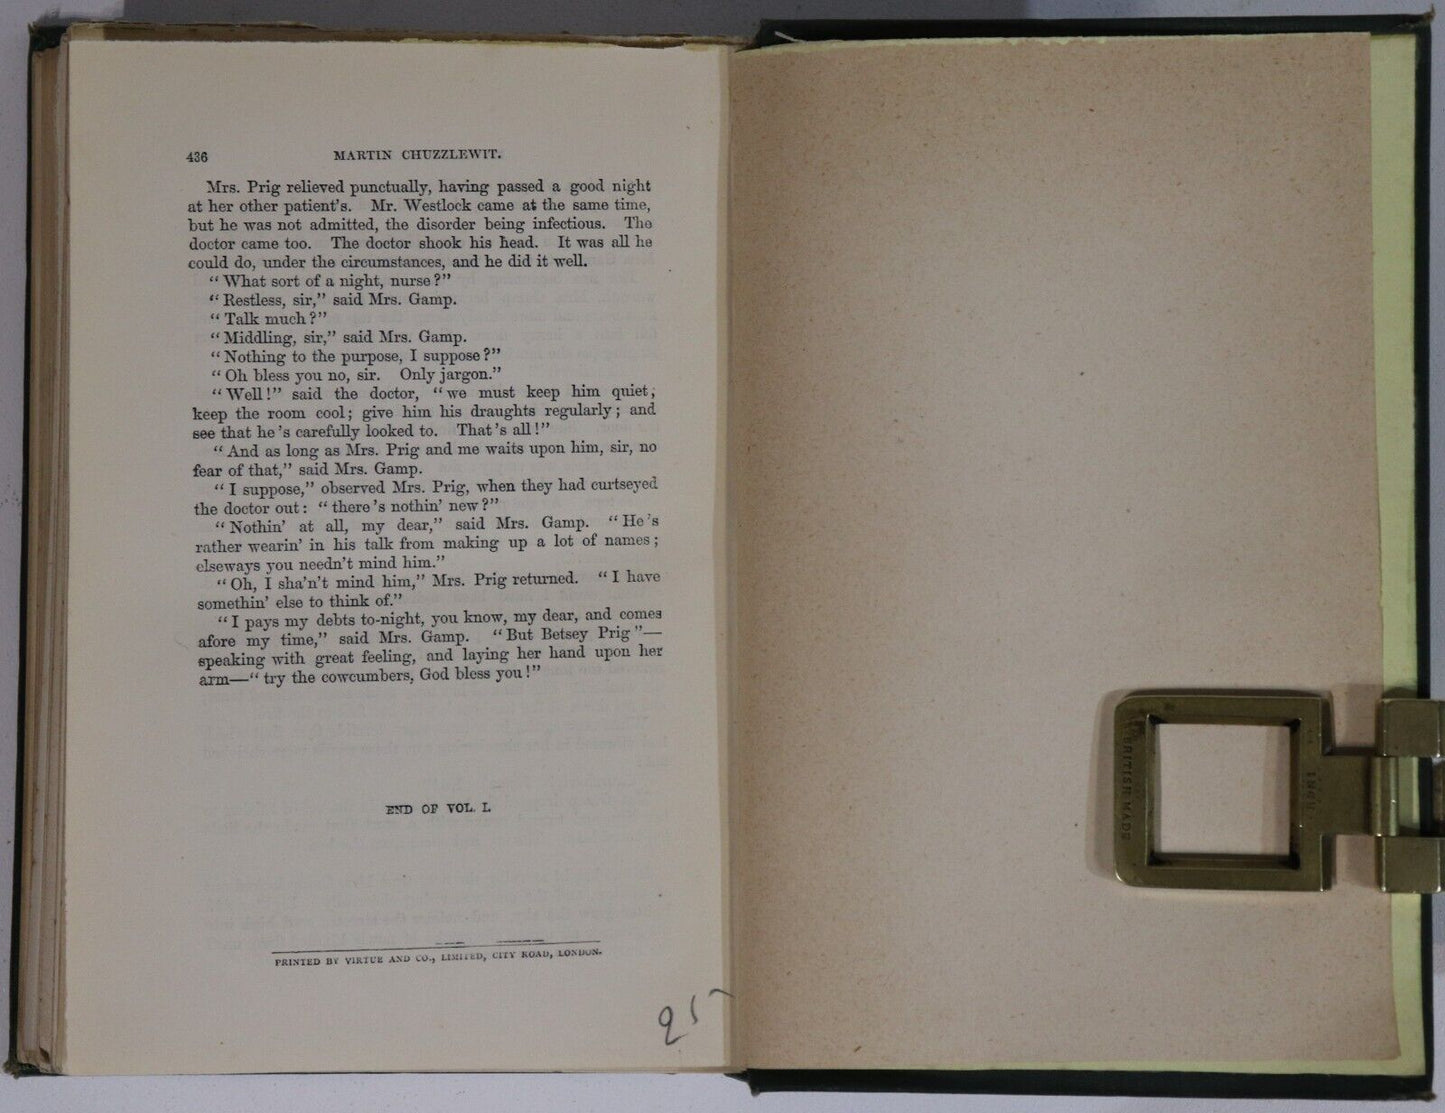 436 MARTIN CHUZZLEWIT.
Mrs. Prig relieved punctually, having passed a good night
at her other patient's. Mr. Westlock came at the same time,
but he was not admitted, the disorder being infectious. The
doctor came too. The doctor shook his head. It was all he
could do, under the circumstances, and he did it well.
“What sort of a night, nurse?”
“Restless, sir,” said Mrs. Gamp.
“Talk much?”
“Middling, sir,” said Mrs. Gamp.
“Nothing to the purpose, I suppose?”
“Oh bless you no, sir. Only jargon.”
“Well!” said the doctor, “we must keep him quiet,
keep the room cool; give him his draughts regularly; and
see that he's carefully looked to. That's all!”
“And as long as Mrs. Prig and me waits upon him, sir, no
fear of that,” said Mrs. Gamp.
“I suppose,” observed Mrs. Prig, when they had curtseyed
the doctor out: “there's nothin' new?”
“Nothin' at all, my dear,” said Mrs. Gamp. “He's
rather wearin' in his talk from making up a lot of names;
elseways you needn't mind him.”
“Oh, I sha'n't mind him,” Mrs. Prig returned. “I have
somethin' else to think of.”
“I pays my debts to-night, you know, my dear, and comes
afore my time,” said Mrs. Gamp. “But Betsey Prig”—
speaking with great feeling, and laying her hand upon her
arm—“try the cowcumbers, God bless you!”
END OF VOL. I.
PRINTED BY VIRTUE AND CO., LIMITED, CITY ROAD, LONDON.
25
BRITISH MADE